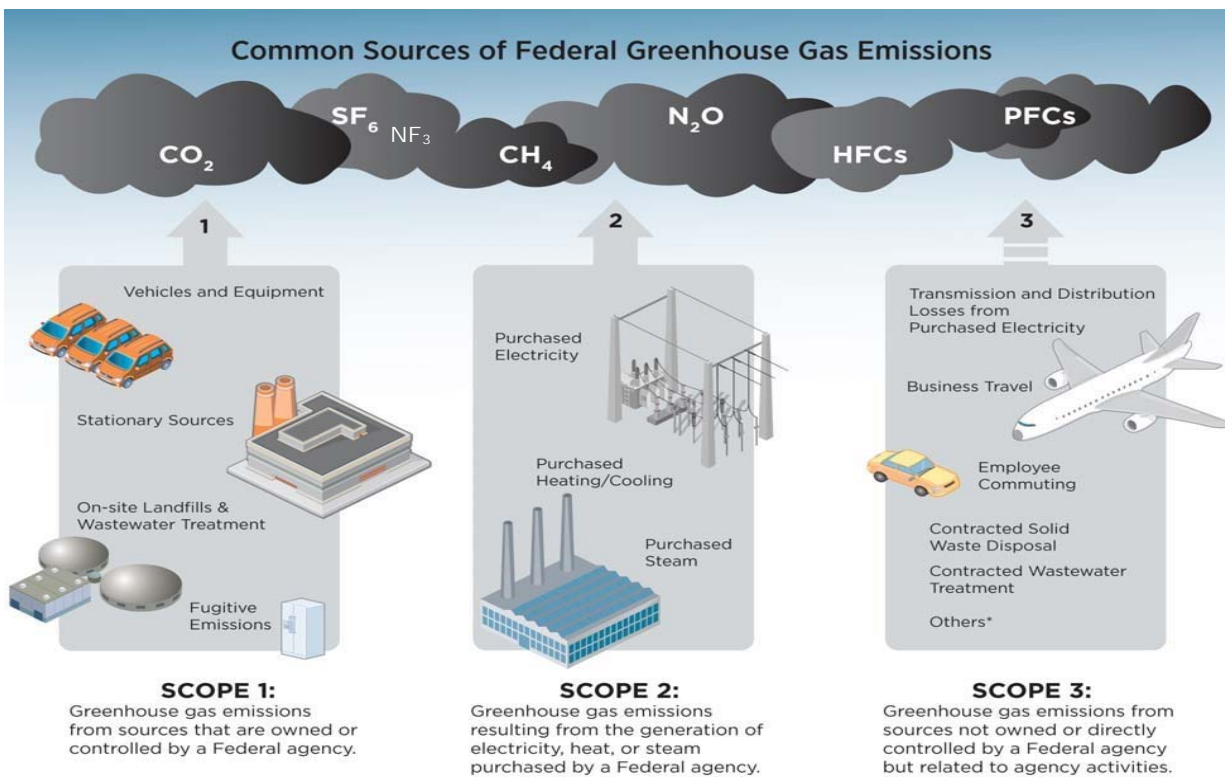 Common Sources of Federal Greenhouse Gas Emissions
SF₆
NF₃
CO₂
CH₄
N₂O
HFCs
PFCs
1
Vehicles and Equipment
Stationary Sources
On-site Landfills &
Wastewater Treatment
Fugitive
Emissions
SCOPE 1:
Greenhouse gas emissions
from sources that are owned or
controlled by a Federal agency.
2
Purchased
Electricity
Purchased
Heating/Cooling
Purchased
Steam
SCOPE 2:
Greenhouse gas emissions
resulting from the generation of
electricity, heat, or steam
purchased by a Federal agency.
3
Transmission and Distribution
Losses from
Purchased Electricity
Business Travel
Employee
Commuting
Contracted Solid
Waste Disposal
Contracted Wastewater
Treatment
Others*
SCOPE 3:
Greenhouse gas emissions from
sources not owned or directly
controlled by a Federal agency
but related to agency activities.